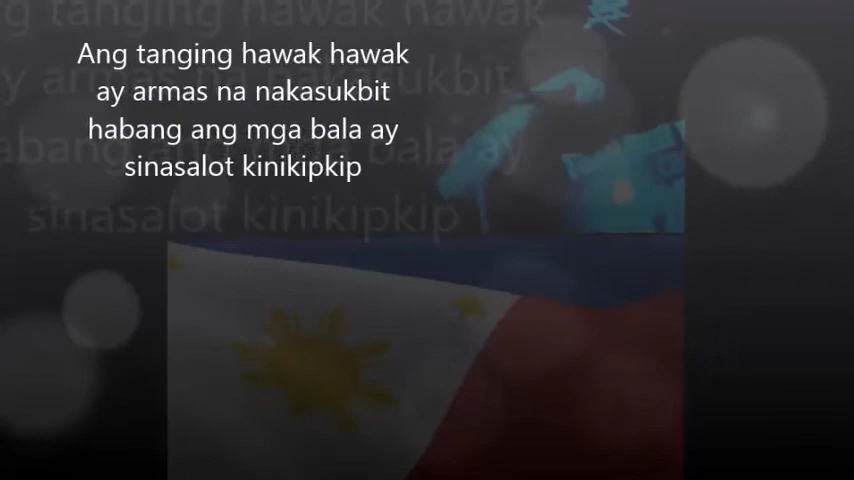 Ang tanging hawak hawak
ay armas na nakasukbit
habang ang mga bala ay
sinasalot kinikipkip